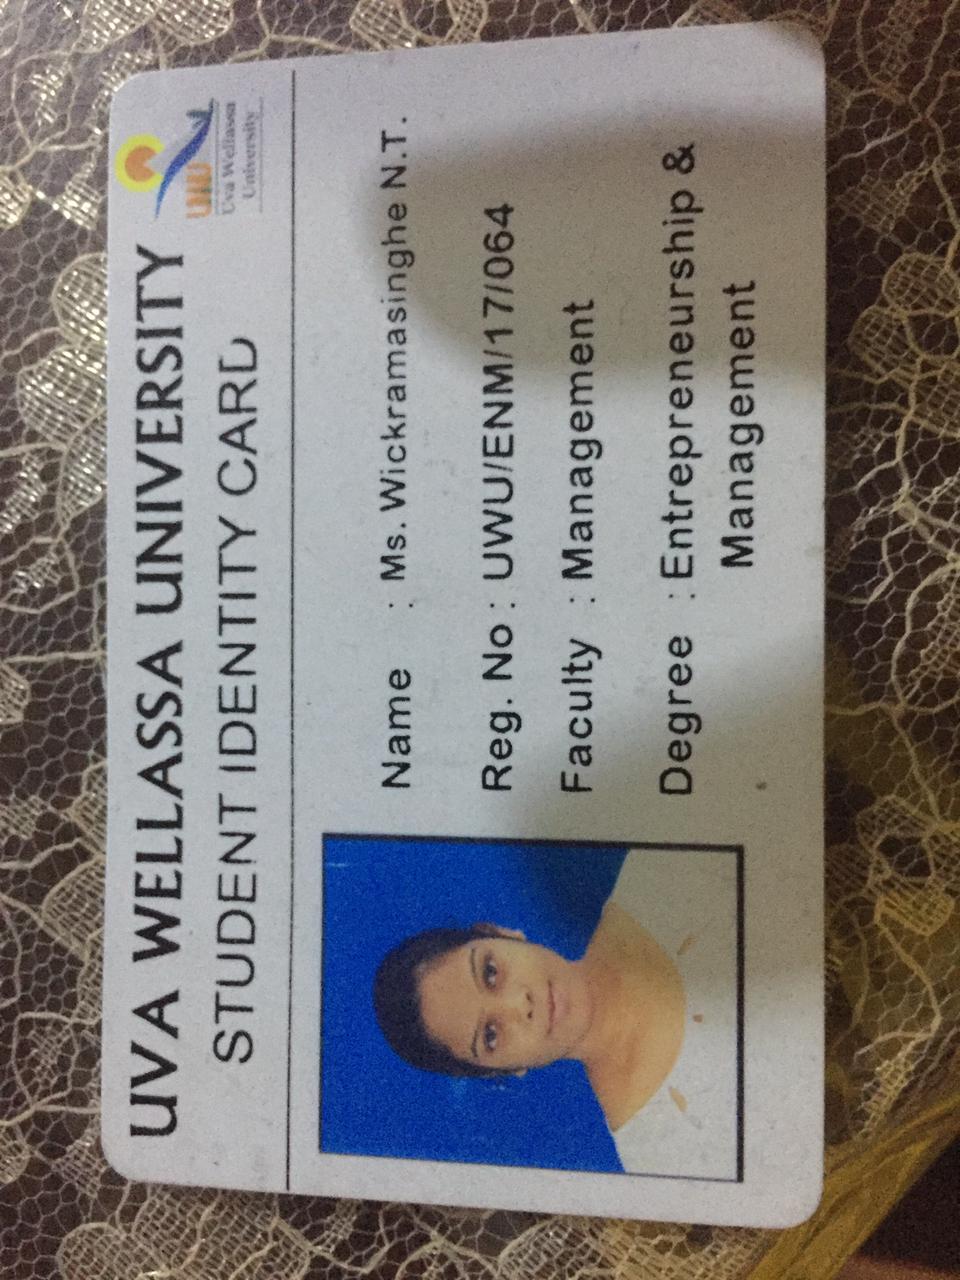 UVA WELLASSA UNIVERSITY
STUDENT IDENTITY CARD
UWU
Uva Wellassa
University
Name : Ms. Wickramasinghe N.T.
Reg. No : UWU/ENM/17/064
Faculty : Management
Degree : Entrepreneurship &
Management